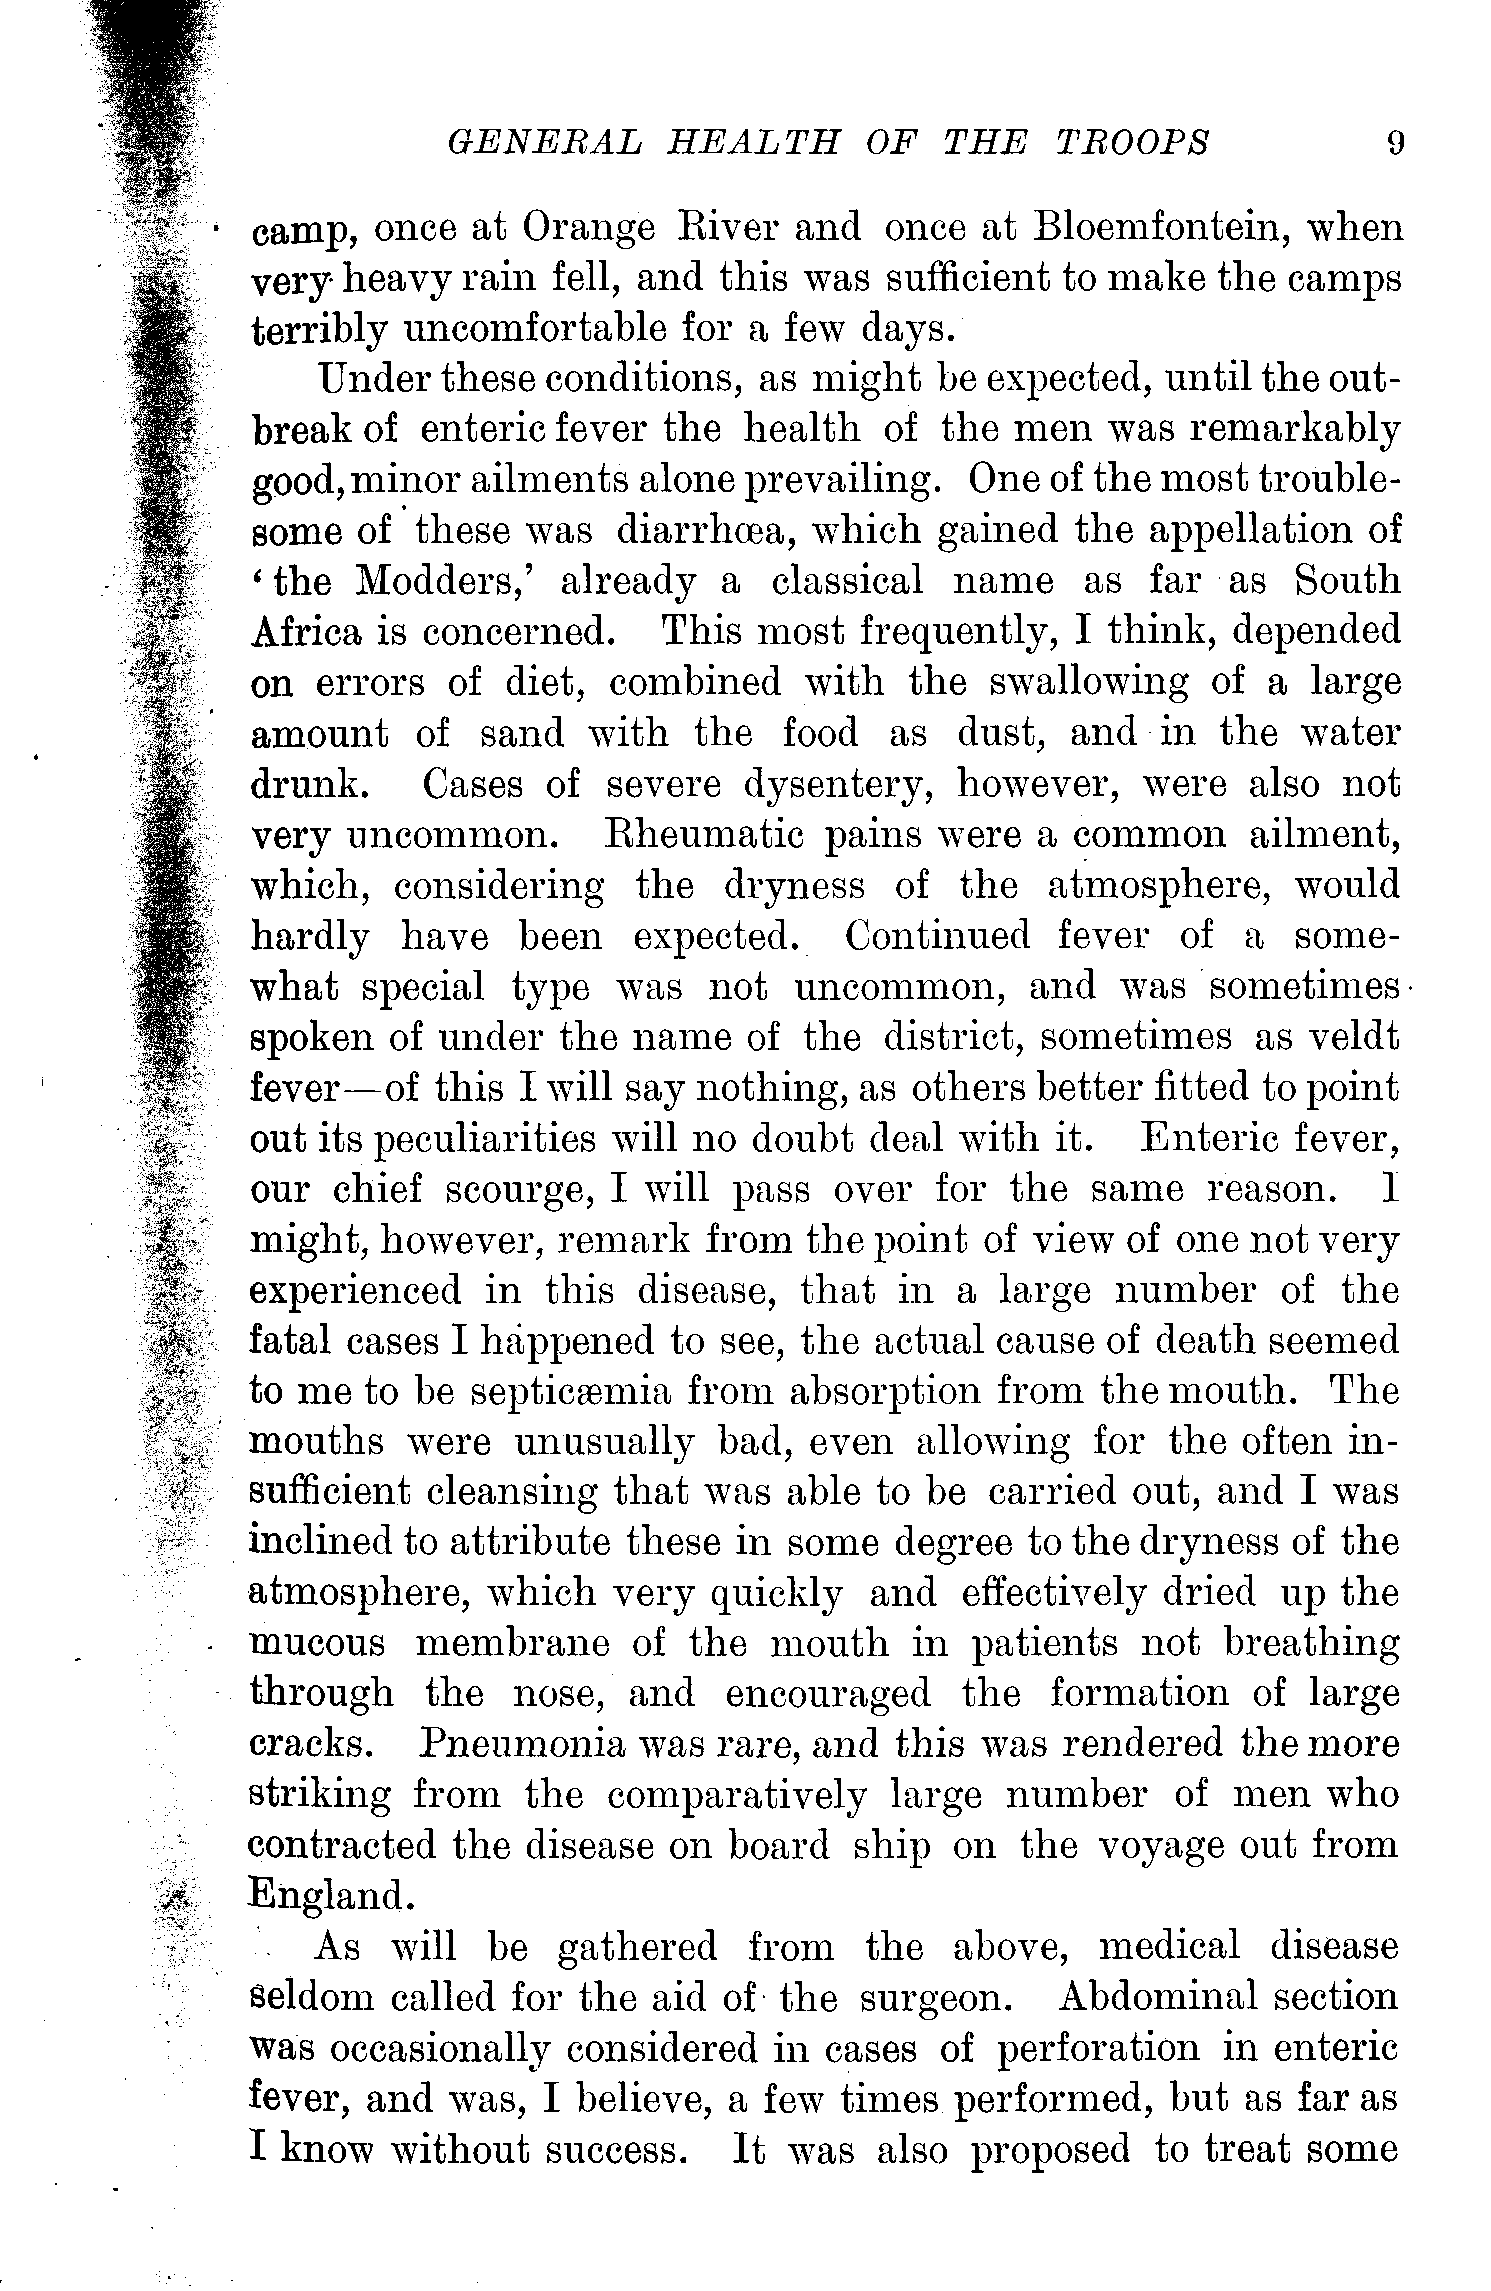 GENERAL HEALTH OF THE TROOPS 9
camp, once at Orange River and once at Bloemfontein, when
very heavy rain fell, and this was sufficient to make the camps
terribly uncomfortable for a few days.
Under these conditions, as might be expected, until the out-
break of enteric fever the health of the men was remarkably
good, minor ailments alone prevailing. One of the most trouble-
some of these was diarrhœa, which gained the appellation of
‘the Modders,’ already a classical name as far as South
Africa is concerned. This most frequently, I think, depended
on errors of diet, combined with the swallowing of a large
amount of sand with the food as dust, and in the water
drunk. Cases of severe dysentery, however, were also not
very uncommon. Rheumatic pains were a common ailment,
which, considering the dryness of the atmosphere, would
hardly have been expected. Continued fever of a some-
what special type was not uncommon, and was sometimes
spoken of under the name of the district, sometimes as veldt
fever—of this I will say nothing, as others better fitted to point
out its peculiarities will no doubt deal with it. Enteric fever,
our chief scourge, I will pass over for the same reason. I
might, however, remark from the point of view of one not very
experienced in this disease, that in a large number of the
fatal cases I happened to see, the actual cause of death seemed
to me to be septicæmia from absorption from the mouth. The
mouths were unusually bad, even allowing for the often in-
sufficient cleansing that was able to be carried out, and I was
inclined to attribute these in some degree to the dryness of the
atmosphere, which very quickly and effectively dried up the
mucous membrane of the mouth in patients not breathing
through the nose, and encouraged the formation of large
cracks. Pneumonia was rare, and this was rendered the more
striking from the comparatively large number of men who
contracted the disease on board ship on the voyage out from
England.
As will be gathered from the above, medical disease
seldom called for the aid of the surgeon. Abdominal section
was occasionally considered in cases of perforation in enteric
fever, and was, I believe, a few times performed, but as far as
I know without success. It was also proposed to treat some